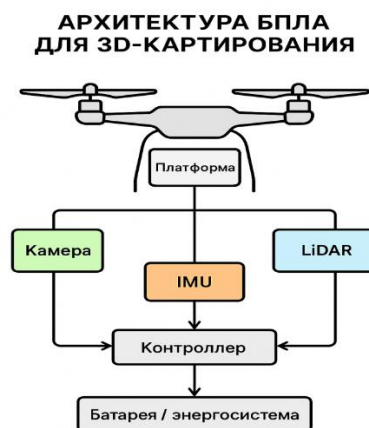 АРХИТЕКТУРА БПЛА
ДЛЯ 3D-КАРТИРОВАНИЯ
Платформа
Камера
IMU
LiDAR
Контроллер
Батарея / энергосистема